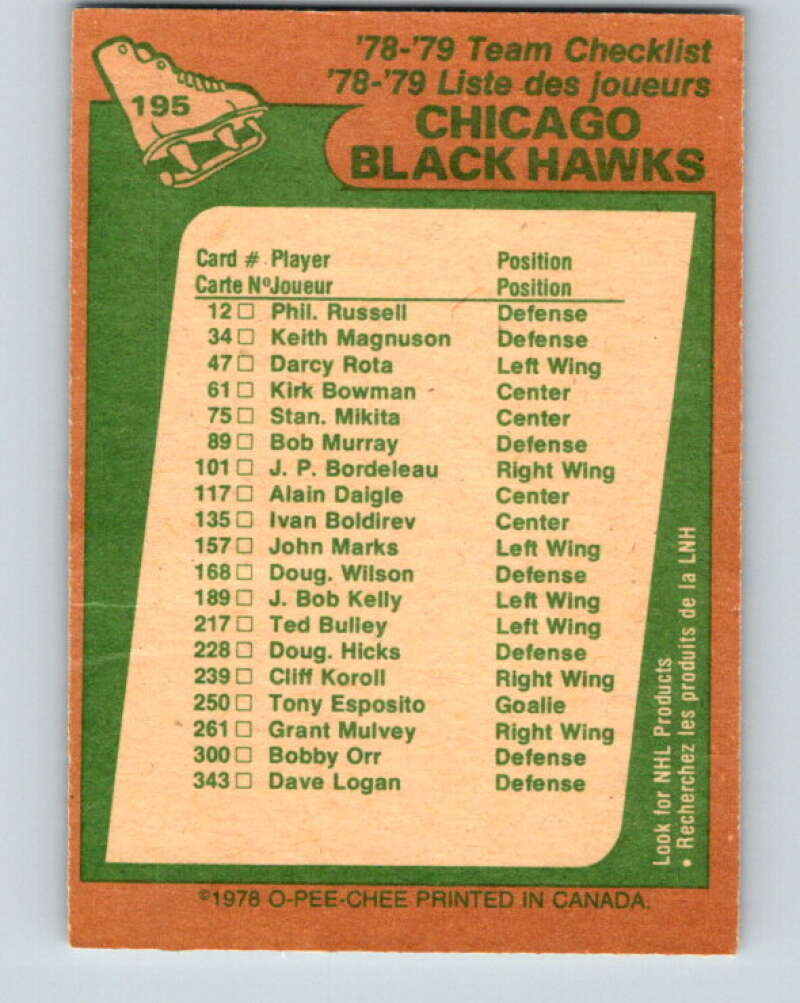 195
'78-'79 Team Checklist
'78-'79 Liste des joueurs
CHICAGO
BLACK HAWKS
Card # Player Position
Carte Nº Joueur Position
12 □ Phil. Russell Defense
34 □ Keith Magnuson Defense
47 □ Darcy Rota Left Wing
61 □ Kirk Bowman Center
75 □ Stan. Mikita Center
89 □ Bob Murray Defense
101 □ J. P. Bordeleau Right Wing
117 □ Alain Daigle Center
135 □ Ivan Boldirev Center
157 □ John Marks Left Wing
168 □ Doug. Wilson Defense
189 □ J. Bob Kelly Left Wing
217 □ Ted Bulley Left Wing
228 □ Doug. Hicks Defense
239 □ Cliff Koroll Right Wing
250 □ Tony Esposito Goalie
261 □ Grant Mulvey Right Wing
300 □ Bobby Orr Defense
343 □ Dave Logan Defense
Look for NHL Products
• Recherchez les produits de la LNH
©1978 O-PEE-CHEE PRINTED IN CANADA.